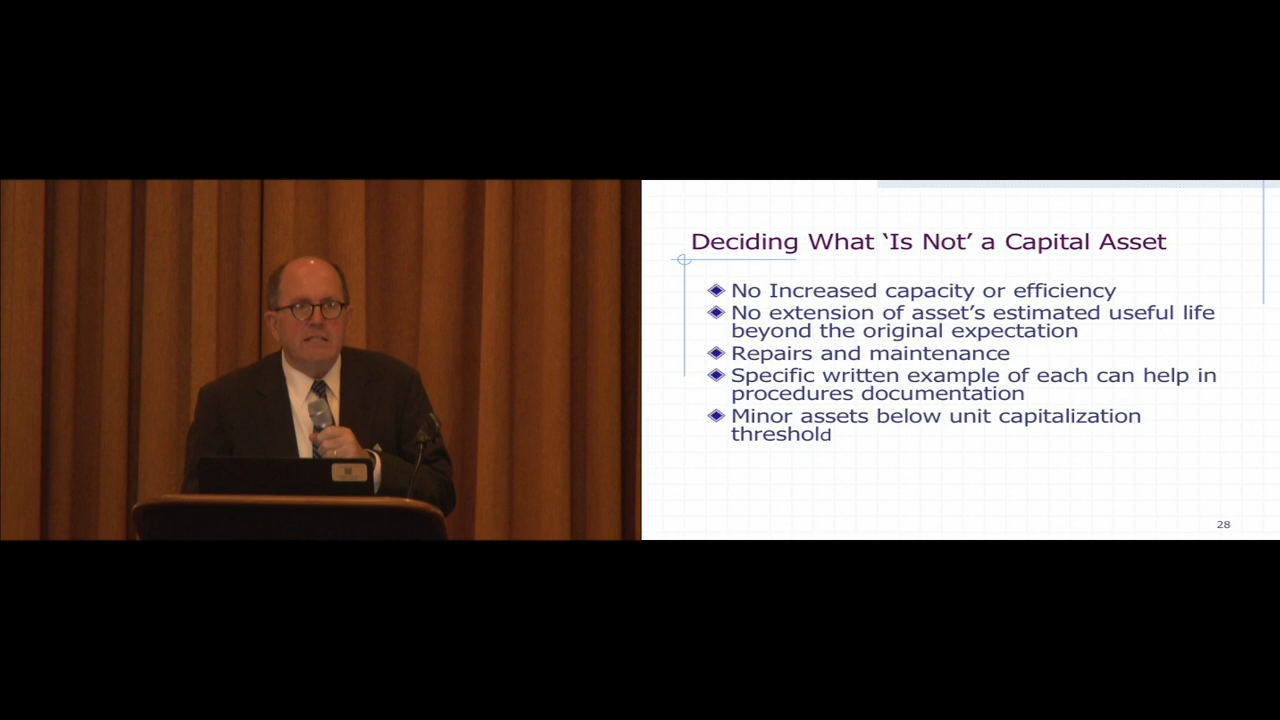 Deciding What ‘Is Not’ a Capital Asset
No Increased capacity or efficiency
No extension of asset’s estimated useful life
beyond the original expectation
Repairs and maintenance
Specific written example of each can help in
procedures documentation
Minor assets below unit capitalization
threshold
28